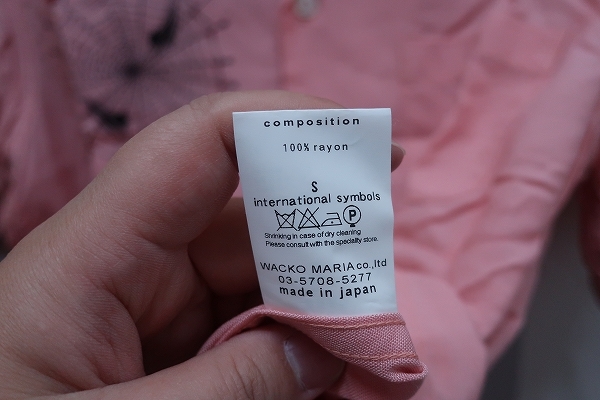 composition
100% rayon
S
international symbols
P
Shrinking in case of dry cleaning
Please consult with the specialty store.
WACKO MARIA co.,ltd
03-5708-5277
made in japan